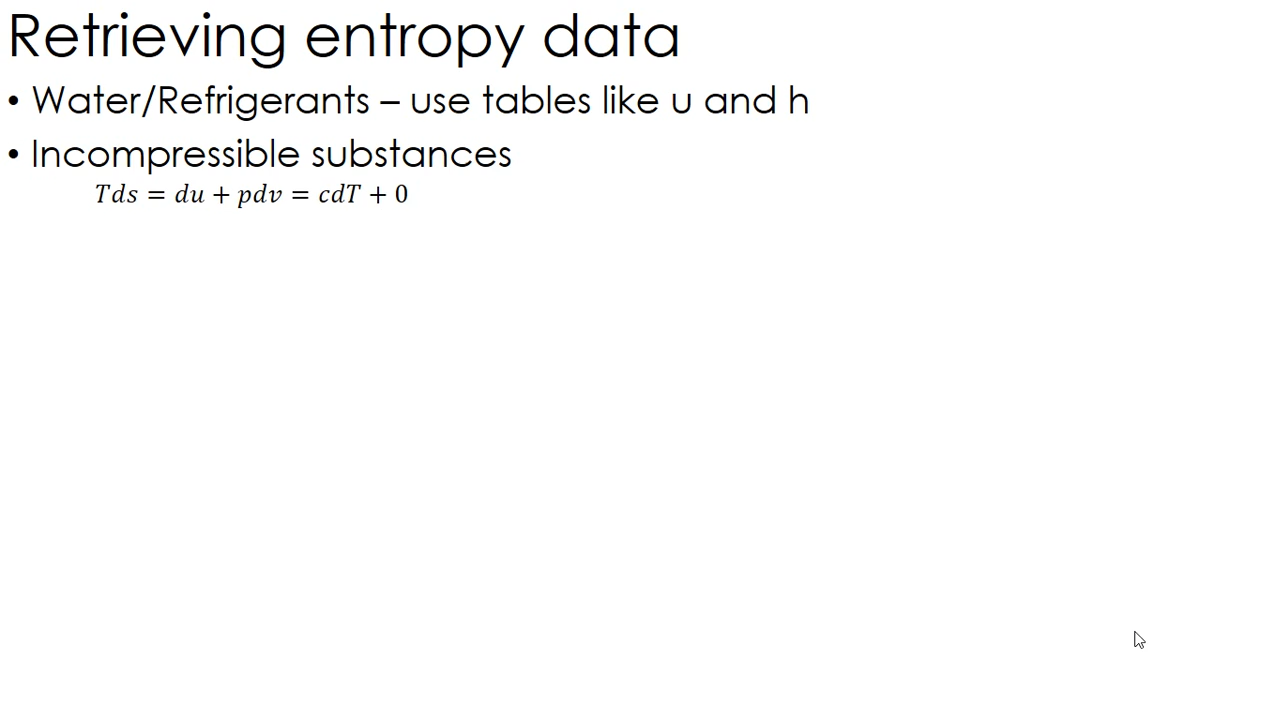 Retrieving entropy data
• Water/Refrigerants – use tables like u and h
• Incompressible substances
Tds = du + pdv = cdT + 0